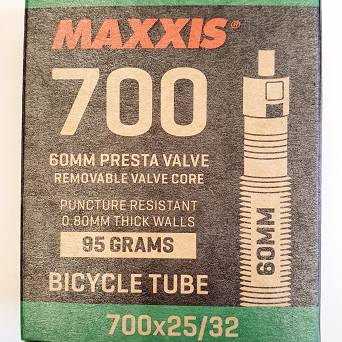 MAXXIS®
700
60MM PRESTA VALVE
REMOVABLE VALVE CORE
PUNCTURE RESISTANT
0.80MM THICK WALLS
95 GRAMS
BICYCLE TUBE
60MM
700x25/32